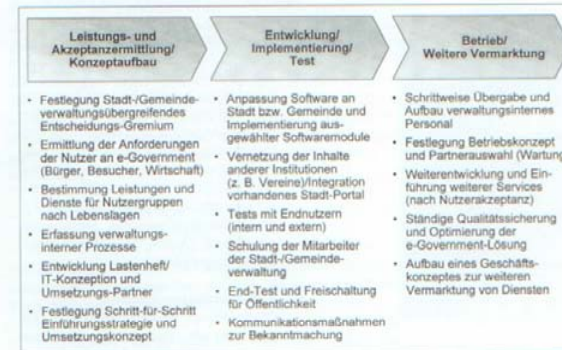 Leistungs- und
Akzeptanzermittlung/
Konzeptaufbau
• Festlegung Stadt-/Gemeinde-
verwaltungsübergreifendes
Entscheidungs-Gremium
• Ermittlung der Anforderungen
der Nutzer an e-Government
(Bürger, Besucher, Wirtschaft)
• Bestimmung Leistungen und
Dienste für Nutzergruppen
nach Lebenslagen
• Erfassung verwaltungs-
interner Prozesse
• Entwicklung Lastenheft/
IT-Konzeption und
Umsetzungs-Partner
• Festlegung Schritt-für-Schritt
Einführungsstrategie und
Umsetzungskonzept
Entwicklung/
Implementierung/
Test
• Anpassung Software an
Stadt bzw. Gemeinde und
Implementierung aus-
gewählter Softwaremodule
• Vernetzung der Inhalte
anderer Institutionen
(z. B. Vereine)/Integration
vorhandenes Stadt-Portal
• Tests mit Endnutzern
(intern und extern)
• Schulung der Mitarbeiter
der Stadt-/Gemeinde-
verwaltung
• End-Test und Freischaltung
für Öffentlichkeit
• Kommunikationsmaßnahmen
zur Bekanntmachung
Betrieb/
Weitere Vermarktung
• Schrittweise Übergabe und
Aufbau verwaltungsinternes
Personal
• Festlegung Betriebskonzept
und Partnerauswahl (Wartung
• Weiterentwicklung und Ein-
führung weiterer Services
(nach Nutzerakzeptanz)
• Ständige Qualitätssicherung
und Optimierung der
e-Government-Lösung
• Aufbau eines Geschäfts-
konzeptes zur weiteren
Vermarktung von Diensten